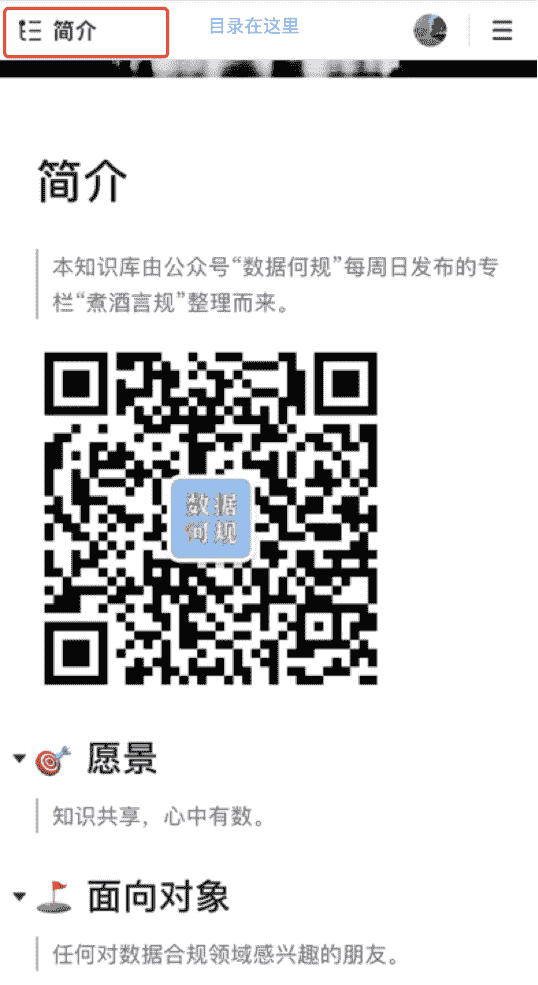 简介
目录在这里
简介
本知识库由公众号“数据何规”每周日发布的专
栏“煮酒言规”整理而来。
数据
何规
愿景
知识共享，心中有数。
面向对象
任何对数据合规领域感兴趣的朋友。